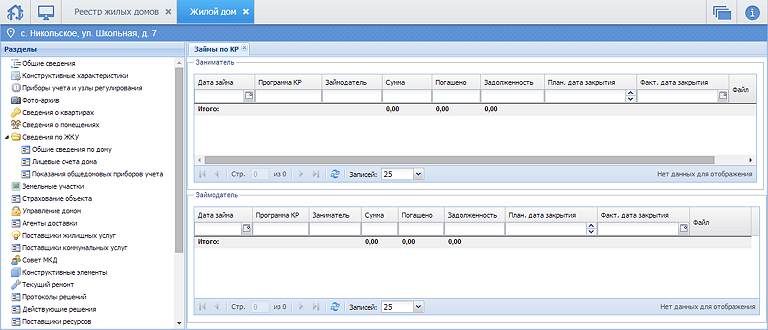 Реестр жилых домов
Жилой дом
с. Никольское, ул. Школьная, д. 7
Разделы
Общие сведения
Конструктивные характеристики
Приборы учета и узлы регулирования
Фото-архив
Сведения о квартирах
Сведения о помещениях
Сведения по ЖКУ
Общие сведения по дому
Лицевые счета дома
Показания общедомовых приборов учета
Земельные участки
Страхование объекта
Управление домом
Агенты доставки
Поставщики жилищных услуг
Поставщики коммунальных услуг
Совет МКД
Конструктивные элементы
Текущий ремонт
Протоколы решений
Действующие решения
Поставщики ресурсов
Займы по КР
Заниматель
Дата займа Программа КР Займодатель Сумма Погашено Задолженность План. дата закрытия Факт. дата закрытия Файл
Итого: 0,00 0,00 0,00
Стр. 0 из 0 Записей: 25 Нет данных для отображения
Займодатель
Дата займа Программа КР Заниматель Сумма Погашено Задолженность План. дата закрытия Факт. дата закрытия Файл
Итого: 0,00 0,00 0,00
Стр. 0 из 0 Записей: 25 Нет данных для отображения